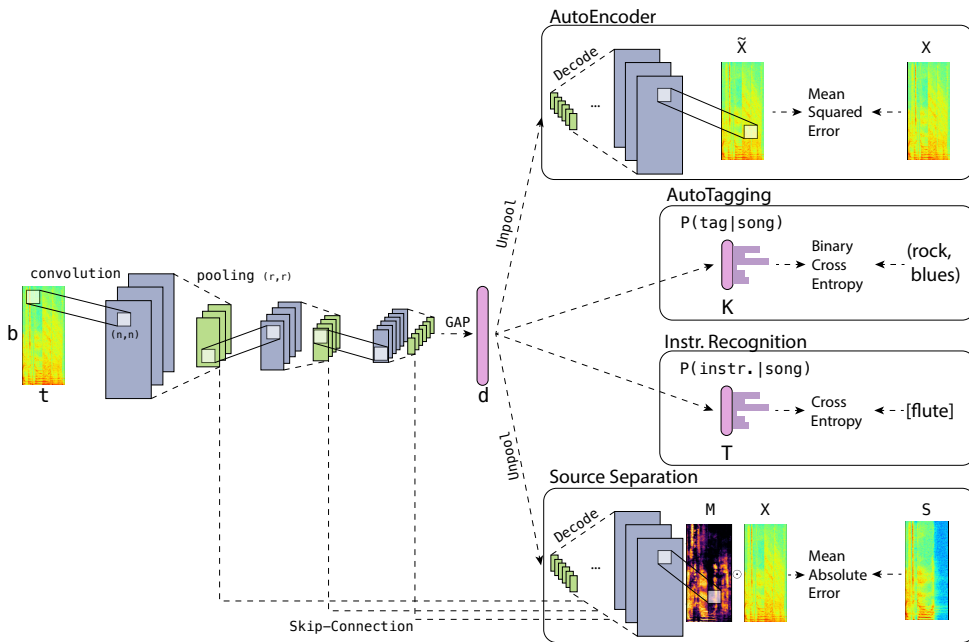 AutoEncoder
X̃
X
Decode
...
Mean
Squared
Error
Unpool
AutoTagging
P(tag|song)
Binary
Cross
Entropy
(rock,
blues)
K
convolution
pooling (r,r)
(n,n)
b
t
GAP
d
Instr. Recognition
P(instr.|song)
Cross
Entropy
[flute]
T
Unpool
Source Separation
M
X
S
Decode
...
⊙
Mean
Absolute
Error
Skip-Connection